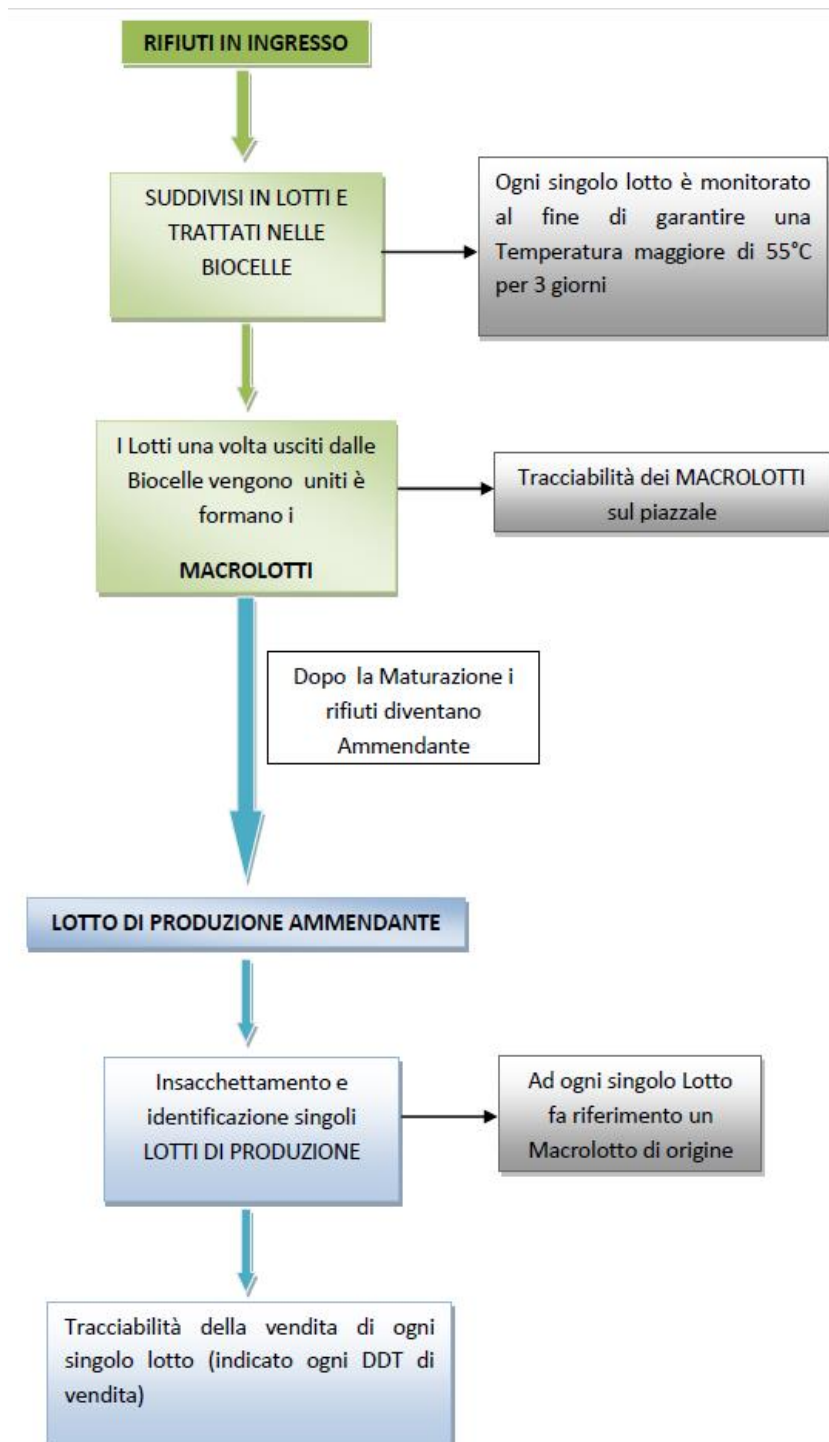 RIFIUTI IN INGRESSO
SUDDIVISI IN LOTTI E
TRATTATI NELLE
BIOCELLE
Ogni singolo lotto è monitorato
al fine di garantire una
Temperatura maggiore di 55°C
per 3 giorni
I Lotti una volta usciti dalle
Biocelle vengono uniti è
formano i
MACROLOTTI
Tracciabilità dei MACROLOTTI
sul piazzale
Dopo la Maturazione i
rifiuti diventano
Ammendante
LOTTO DI PRODUZIONE AMMENDANTE
Insacchettamento e
identificazione singoli
LOTTI DI PRODUZIONE
Ad ogni singolo Lotto
fa riferimento un
Macrolotto di origine
Tracciabilità della vendita di ogni
singolo lotto (indicato ogni DDT di
vendita)